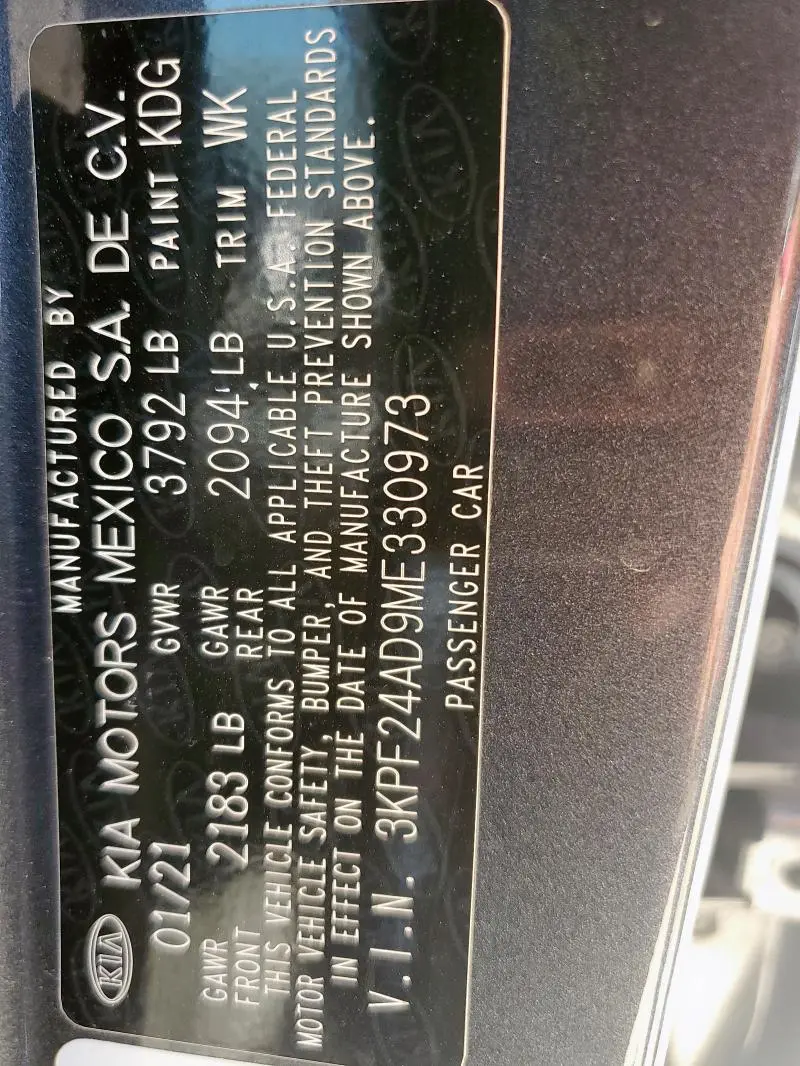 MANUFACTURED BY
KIA KIA MOTORS MEXICO S.A. DE C.V.
01/21 GVWR 3792 LB PAINT KDG
GAWR FRONT 2183 LB GAWR REAR 2094 LB TRIM WK
THIS VEHICLE CONFORMS TO ALL APPLICABLE U.S.A. FEDERAL
MOTOR VEHICLE SAFETY, BUMPER, AND THEFT PREVENTION STANDARDS
IN EFFECT ON THE DATE OF MANUFACTURE SHOWN ABOVE.
V.I.N. 3KPF24AD9ME330973
PASSENGER CAR